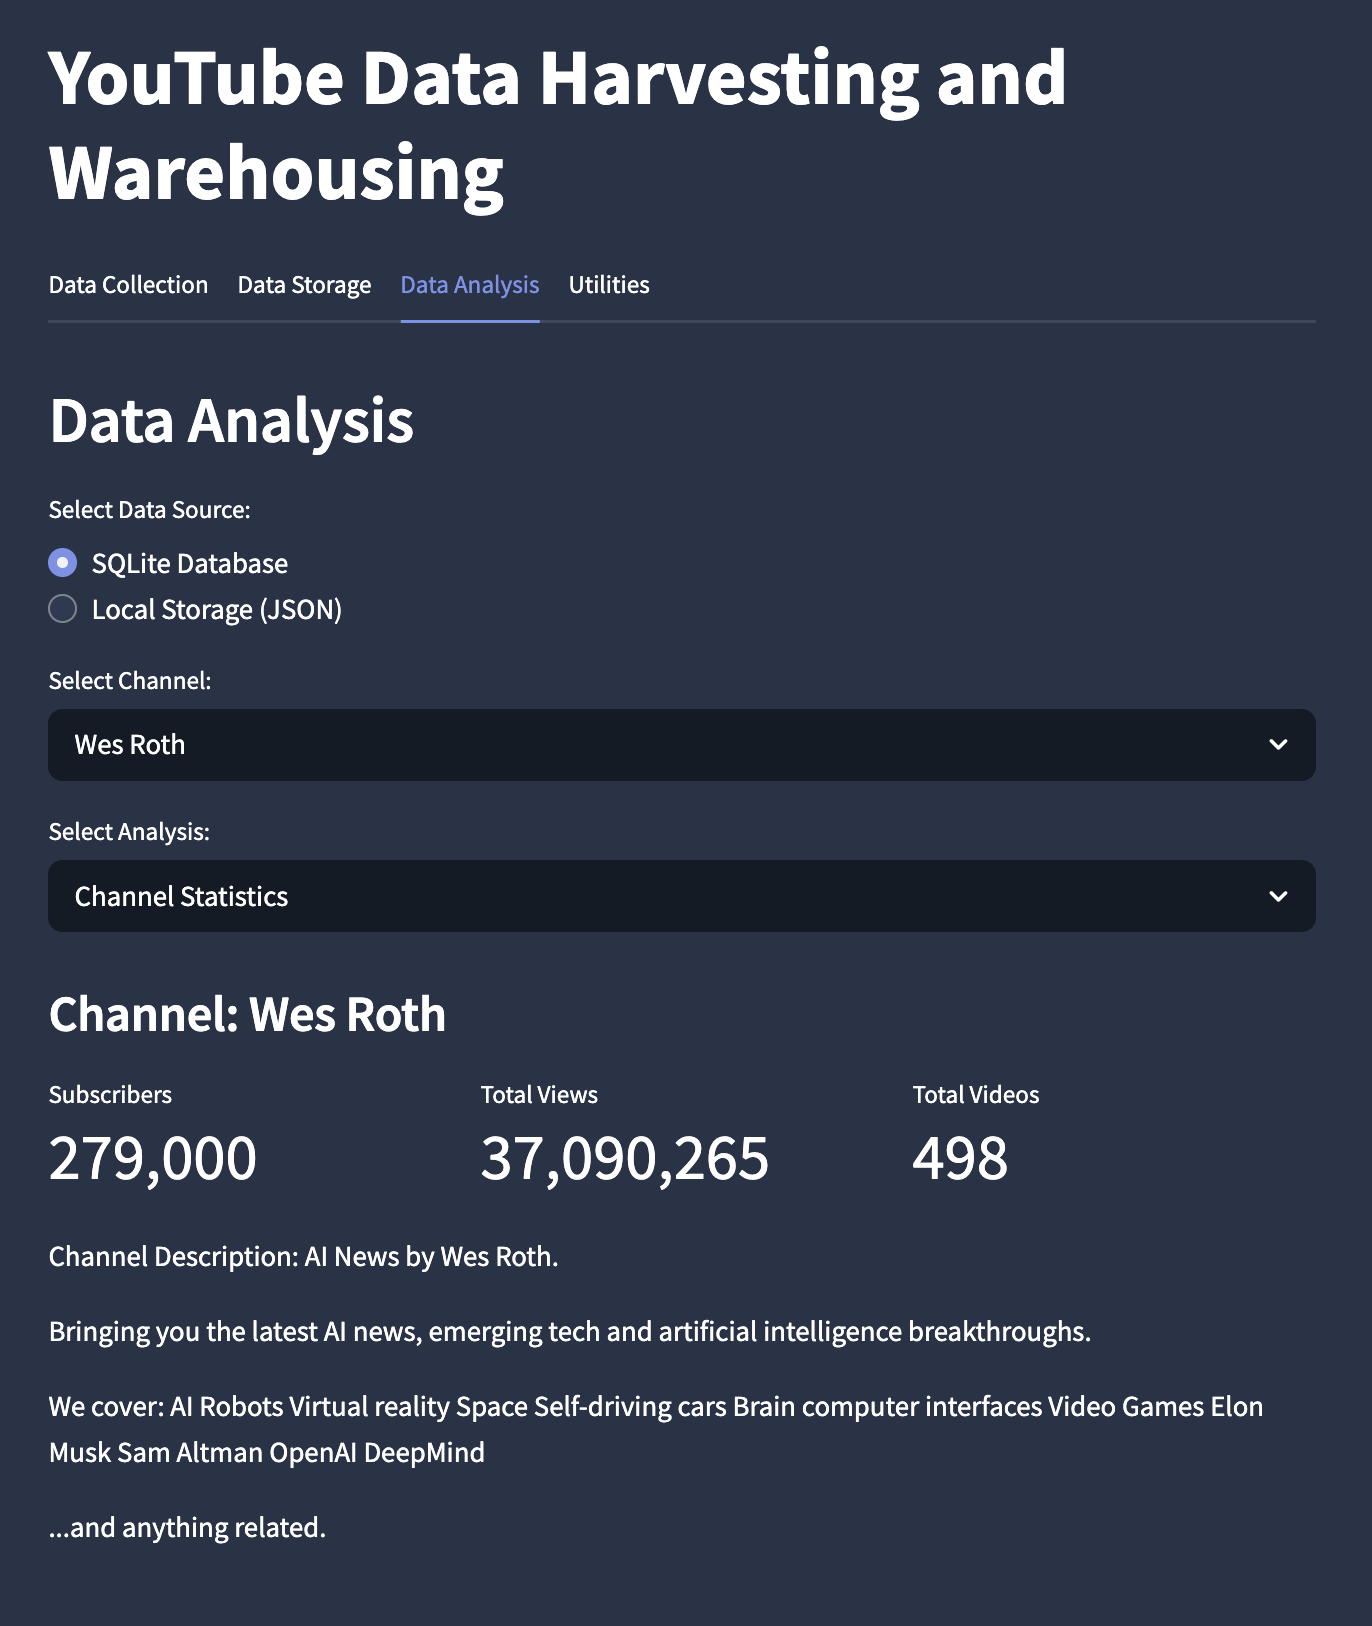 YouTube Data Harvesting and
Warehousing
Data Collection Data Storage Data Analysis Utilities
Data Analysis
Select Data Source:
SQLite Database
Local Storage (JSON)
Select Channel:
Wes Roth
Select Analysis:
Channel Statistics
Channel: Wes Roth
Subscribers Total Views Total Videos
279,000 37,090,265 498
Channel Description: AI News by Wes Roth.
Bringing you the latest AI news, emerging tech and artificial intelligence breakthroughs.
We cover: AI Robots Virtual reality Space Self-driving cars Brain computer interfaces Video Games Elon
Musk Sam Altman OpenAI DeepMind
...and anything related.